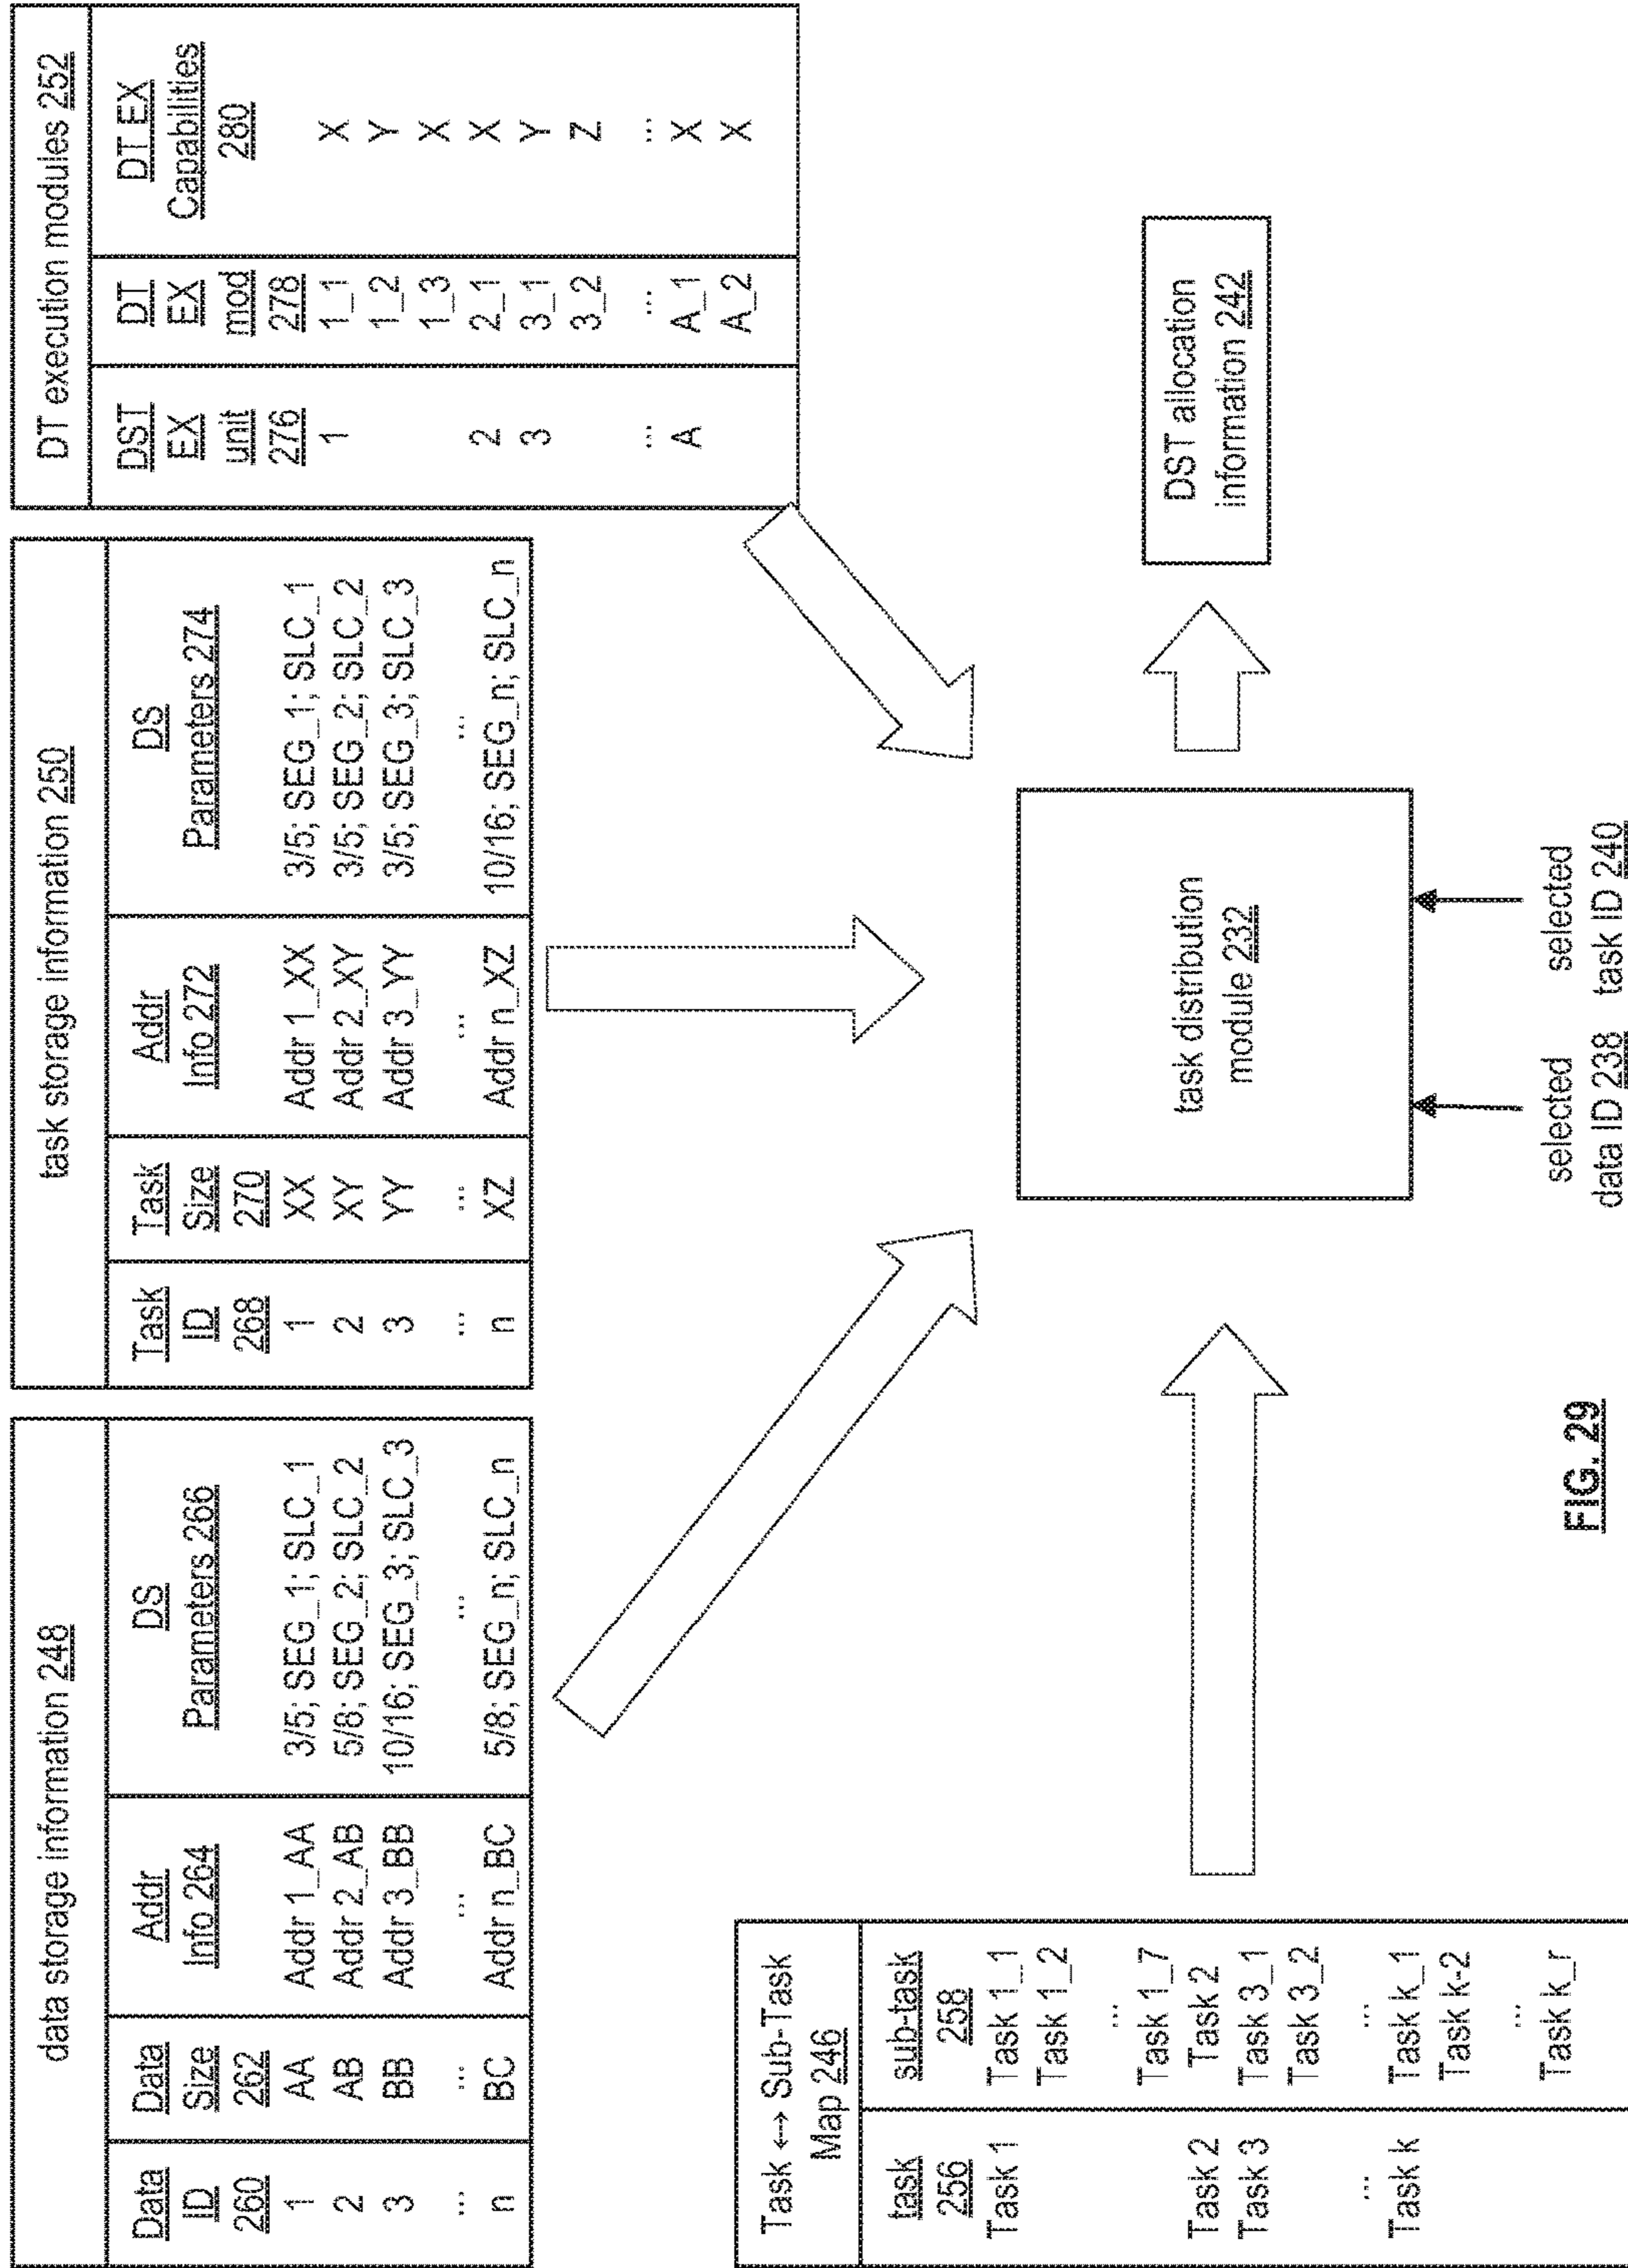 data storage information 248
Data ID 260
Data Size 262
Addr Info 264
DS Parameters 266
1 AA Addr 1_AA 3/5; SEG_1; SLC_1
2 AB Addr 2_AB 5/8; SEG_2; SLC_2
3 BB Addr 3_BB 10/16; SEG_3; SLC_3
... ... ... ...
n BC Addr n_BC 5/8; SEG_n; SLC_n
task storage information 250
Task ID 268
Task Size 270
Addr Info 272
DS Parameters 274
1 XX Addr 1_XX 3/5; SEG_1; SLC_1
2 XY Addr 2_XY 3/5; SEG_2; SLC_2
3 YY Addr 3_YY 3/5; SEG_3; SLC_3
... ... ... ...
n XZ Addr n_XZ 10/16; SEG_n; SLC_n
DT execution modules 252
DST EX unit 276
DT EX mod 278
DT EX Capabilities 280
1 1_1 X
1_2 Y
1_3 X
2 2_1 X
3 3_1 Y
3_2 Z
... ... ...
A A_1 X
A_2 X
Task ↔ Sub-Task
Map 246
task 256
sub-task 258
Task 1 Task 1_1
Task 1_2
...
Task 1_7
Task 2 Task 2
Task 3 Task 3_1
Task 3_2
... ...
Task k Task k_1
Task k-2
...
Task k_r
task distribution
module 232
DST allocation
information 242
selected
data ID 238
selected
task ID 240
FIG. 29